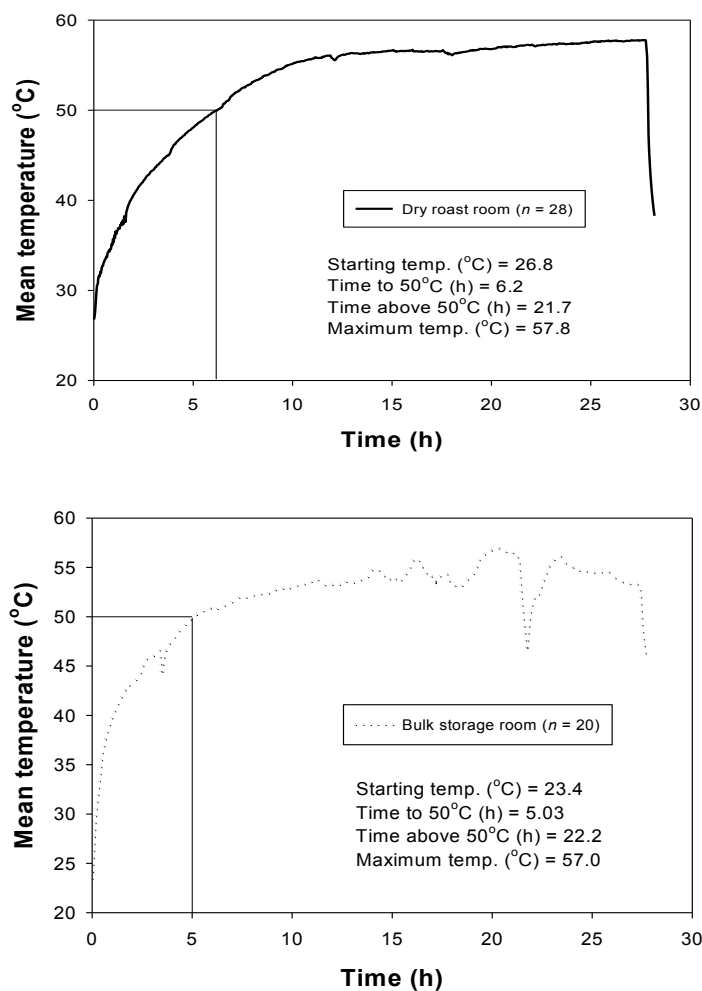 60
50
40
30
20
Mean temperature (°C)
Dry roast room (n = 28)
Starting temp. (°C) = 26.8
Time to 50°C (h) = 6.2
Time above 50°C (h) = 21.7
Maximum temp. (°C) = 57.8
0 5 10 15 20 25 30
Time (h)
60
55
50
45
40
35
30
25
20
Mean temperature (°C)
Bulk storage room (n = 20)
Starting temp. (°C) = 23.4
Time to 50°C (h) = 5.03
Time above 50°C (h) = 22.2
Maximum temp. (°C) = 57.0
0 5 10 15 20 25 30
Time (h)